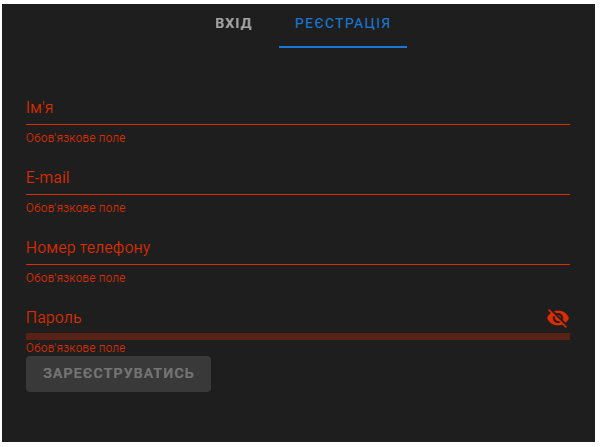 ВХІД РЕЄСТРАЦІЯ
Ім'я
Обов'язкове поле
E-mail
Обов'язкове поле
Номер телефону
Обов'язкове поле
Пароль
Обов'язкове поле
ЗАРЕЄСТРУВАТИСЬ